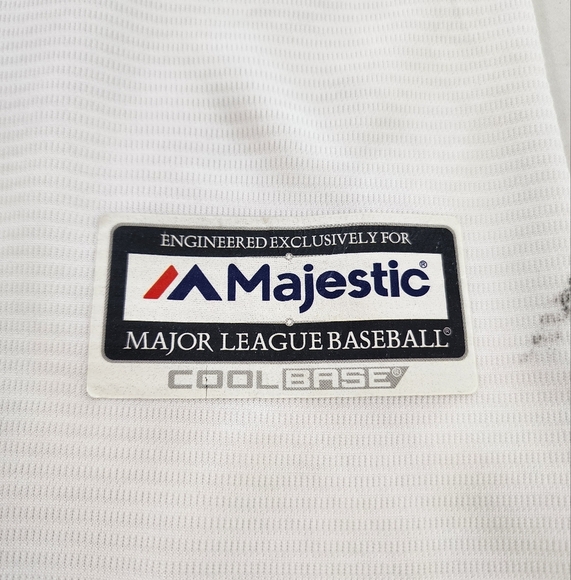 ENGINEERED EXCLUSIVELY FOR
Majestic®
MAJOR LEAGUE BASEBALL®
COOLBASE®